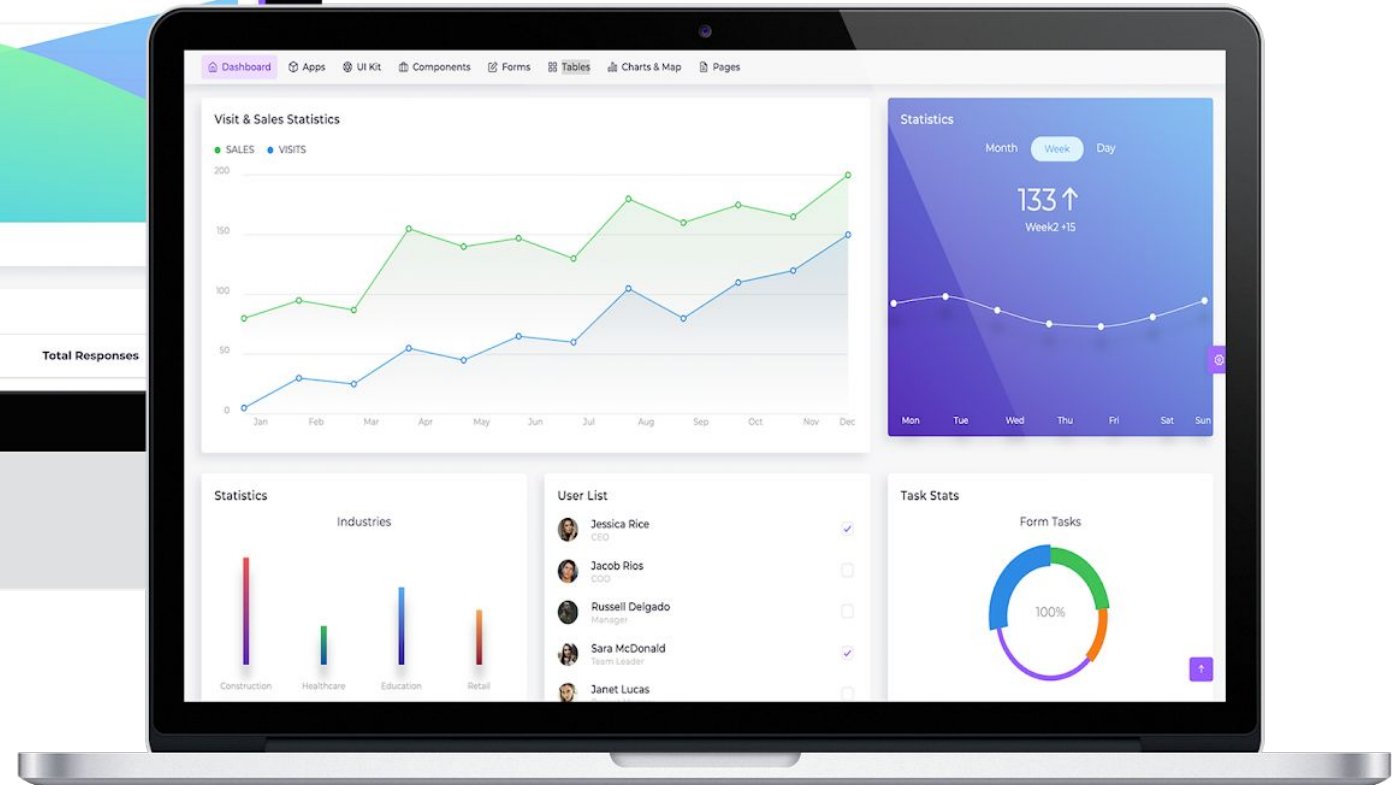 Total Responses
Dashboard Apps UI Kit Components Forms Tables Charts & Map Pages
Visit & Sales Statistics
SALES VISITS
200
150
100
50
0
Jan Feb Mar Apr May Jun Jul Aug Sep Oct Nov Dec
Statistics
Month Week Day
133↑
Week2 +15
Mon Tue Wed Thu Fri Sat Sun
Statistics
Industries
Construction Healthcare Education Retail
User List
Jessica Rice
CEO
Jacob Rios
COO
Russell Delgado
Manager
Sara McDonald
Team Leader
Janet Lucas
Task Stats
Form Tasks
100%